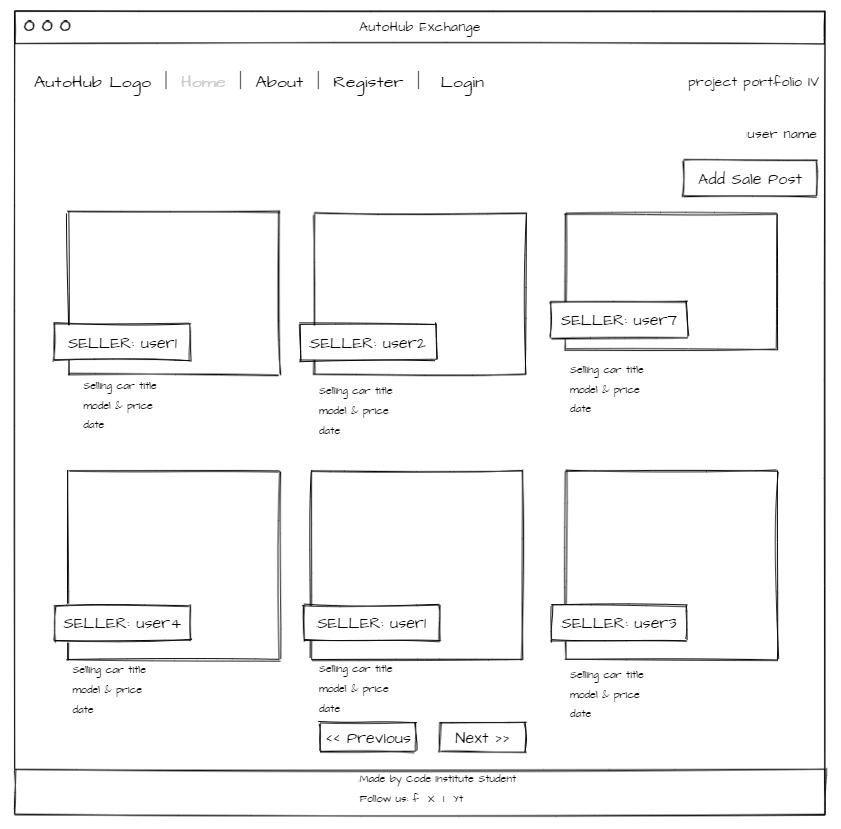 AutoHub Exchange
AutoHub Logo | Home | About | Register | Login
project portfolio IV
user name
Add Sale Post
SELLER: user1
SELLER: user2
SELLER: user7
Selling car title
model & price
date
Selling car title
model & price
date
Selling car title
model & price
date
SELLER: user4
SELLER: user1
SELLER: user3
Selling car title
model & price
date
Selling car title
model & price
date
Selling car title
model & price
date
<< Previous
Next >>
Made by Code Institute Student
Follow us: f X I Yt